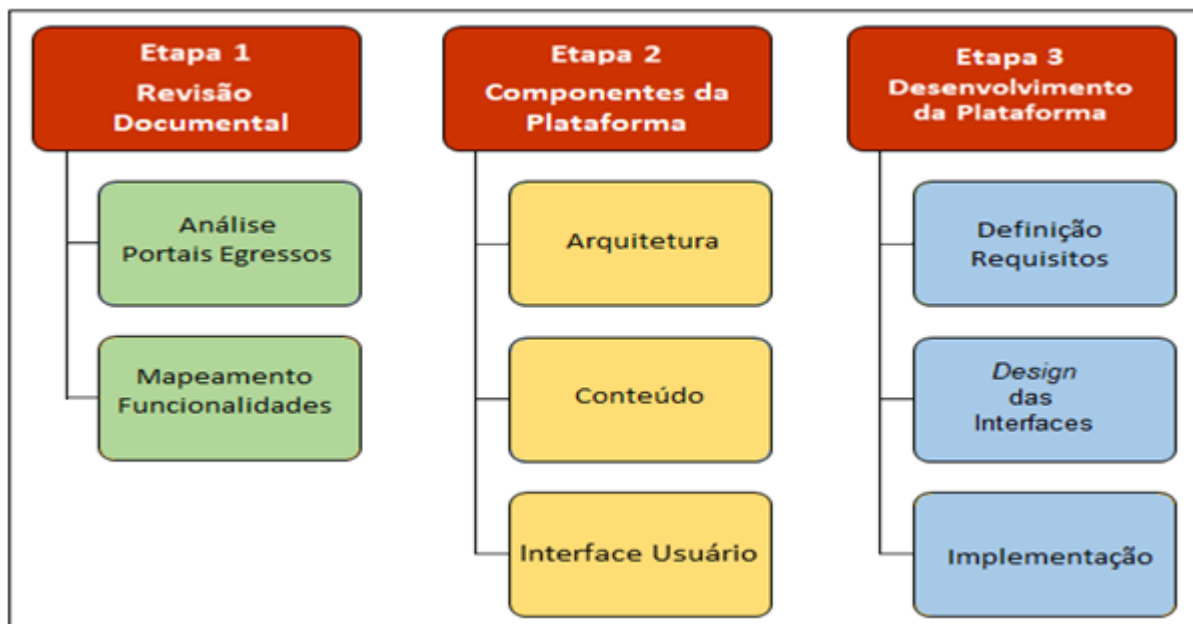 Etapa 1
Revisão
Documental
Análise
Portais Egressos
Mapeamento
Funcionalidades
Etapa 2
Componentes da
Plataforma
Arquitetura
Conteúdo
Interface Usuário
Etapa 3
Desenvolvimento
da Plataforma
Definição
Requisitos
Design
das
Interfaces
Implementação